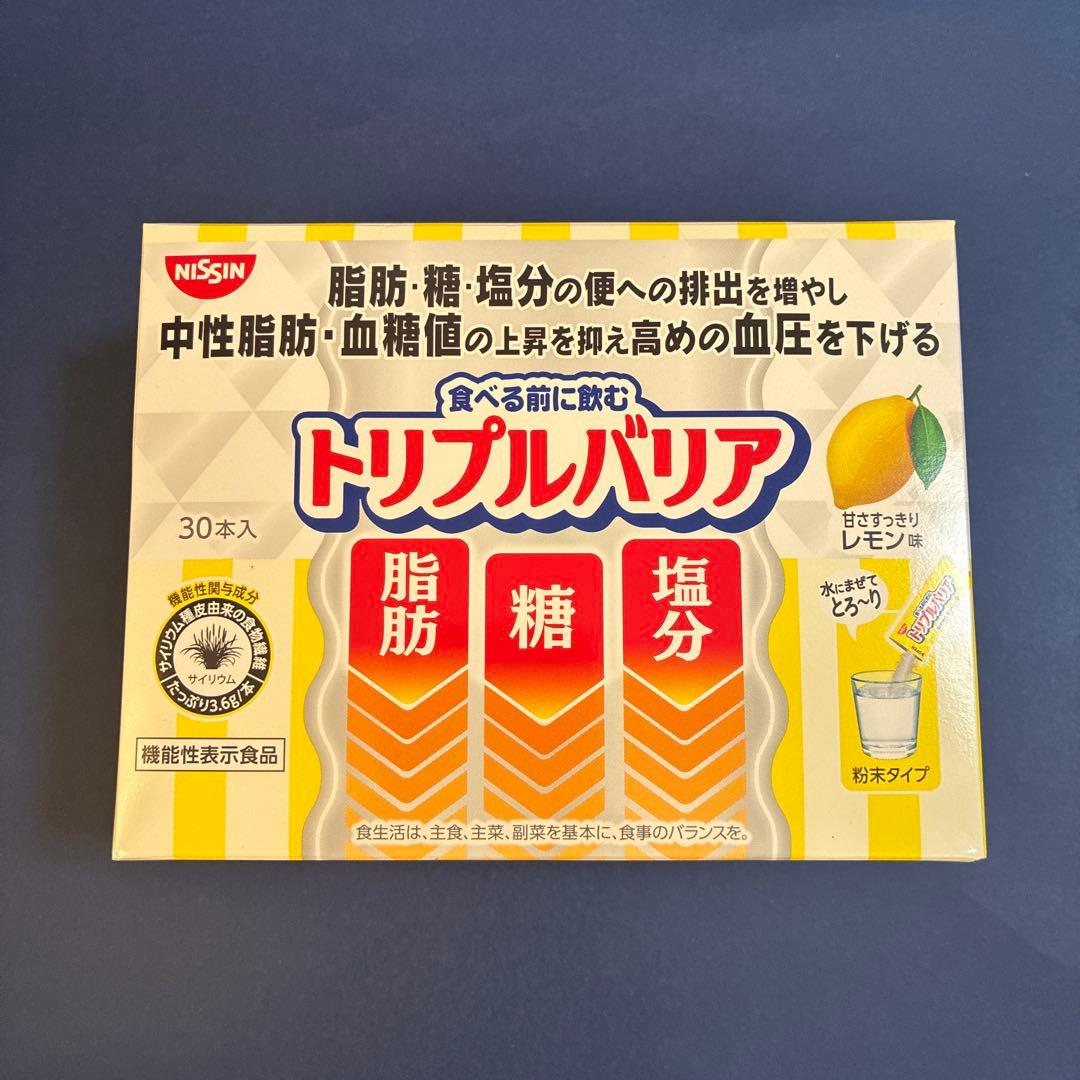 NISSIN
脂肪・糖・塩分の便への排出を増やし
中性脂肪・血糖値の上昇を抑え高めの血圧を下げる
食べる前に飲む
トリプルバリア
30本入
甘さすっきり
レモン味
脂肪
糖
塩分
機能性関与成分
サイリウム種皮由来の食物繊維
サイリウム
たっぷり3.6g/本
機能性表示食品
水にまぜて
とろ〜り
トリプルバリア
粉末タイプ
食生活は、主食、主菜、副菜を基本に、食事のバランスを。